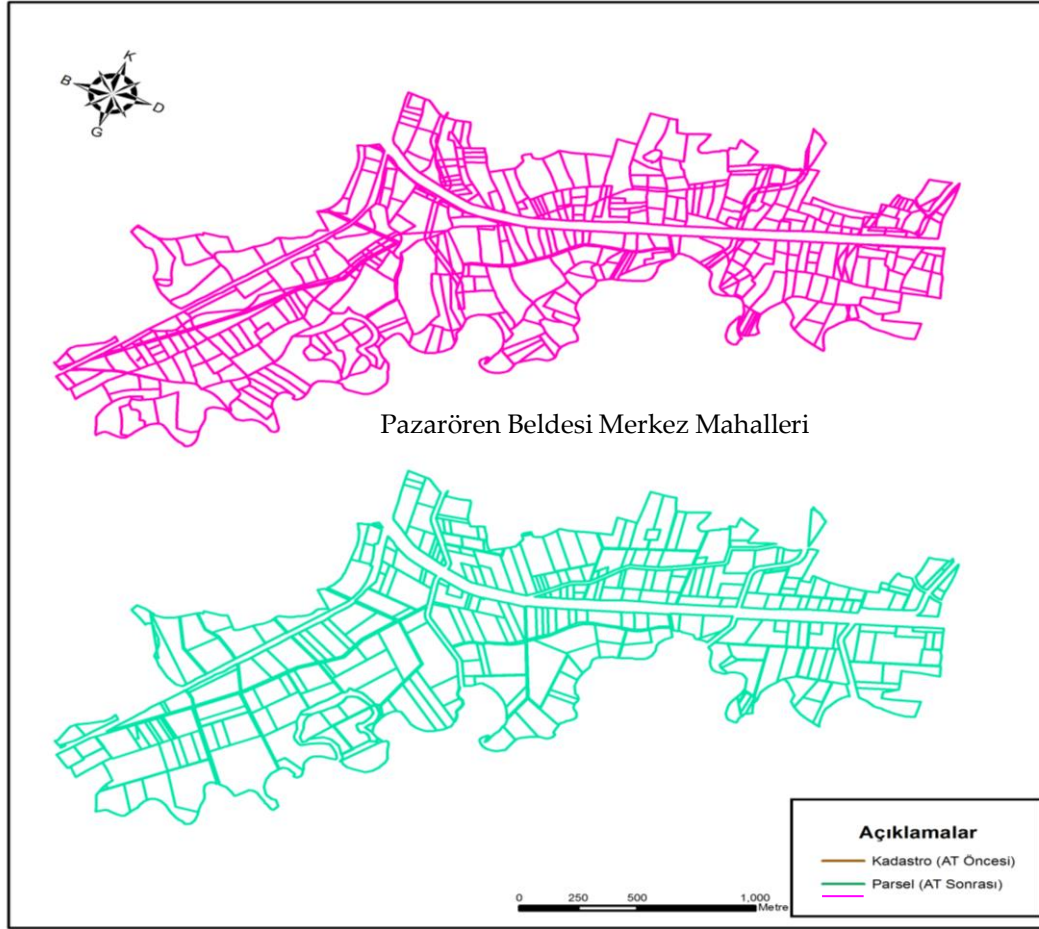 K
B
D
G
Pazarören Beldesi Merkez Mahalleri
Açıklamalar
Kadastro (AT Öncesi)
Parsel (AT Sonrası)
0 250 500 1,000
Metre